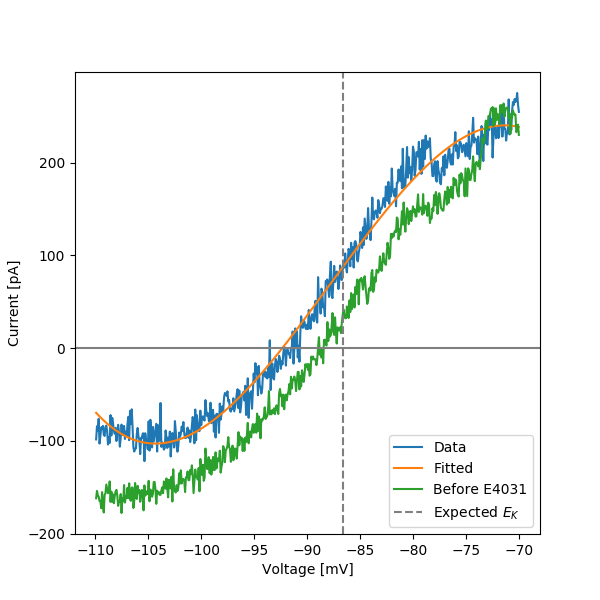 200
100
0
−100
−200
Current [pA]
−110
−105
−100
−95
−90
−85
−80
−75
−70
Voltage [mV]
Data
Fitted
Before E4031
Expected E_K